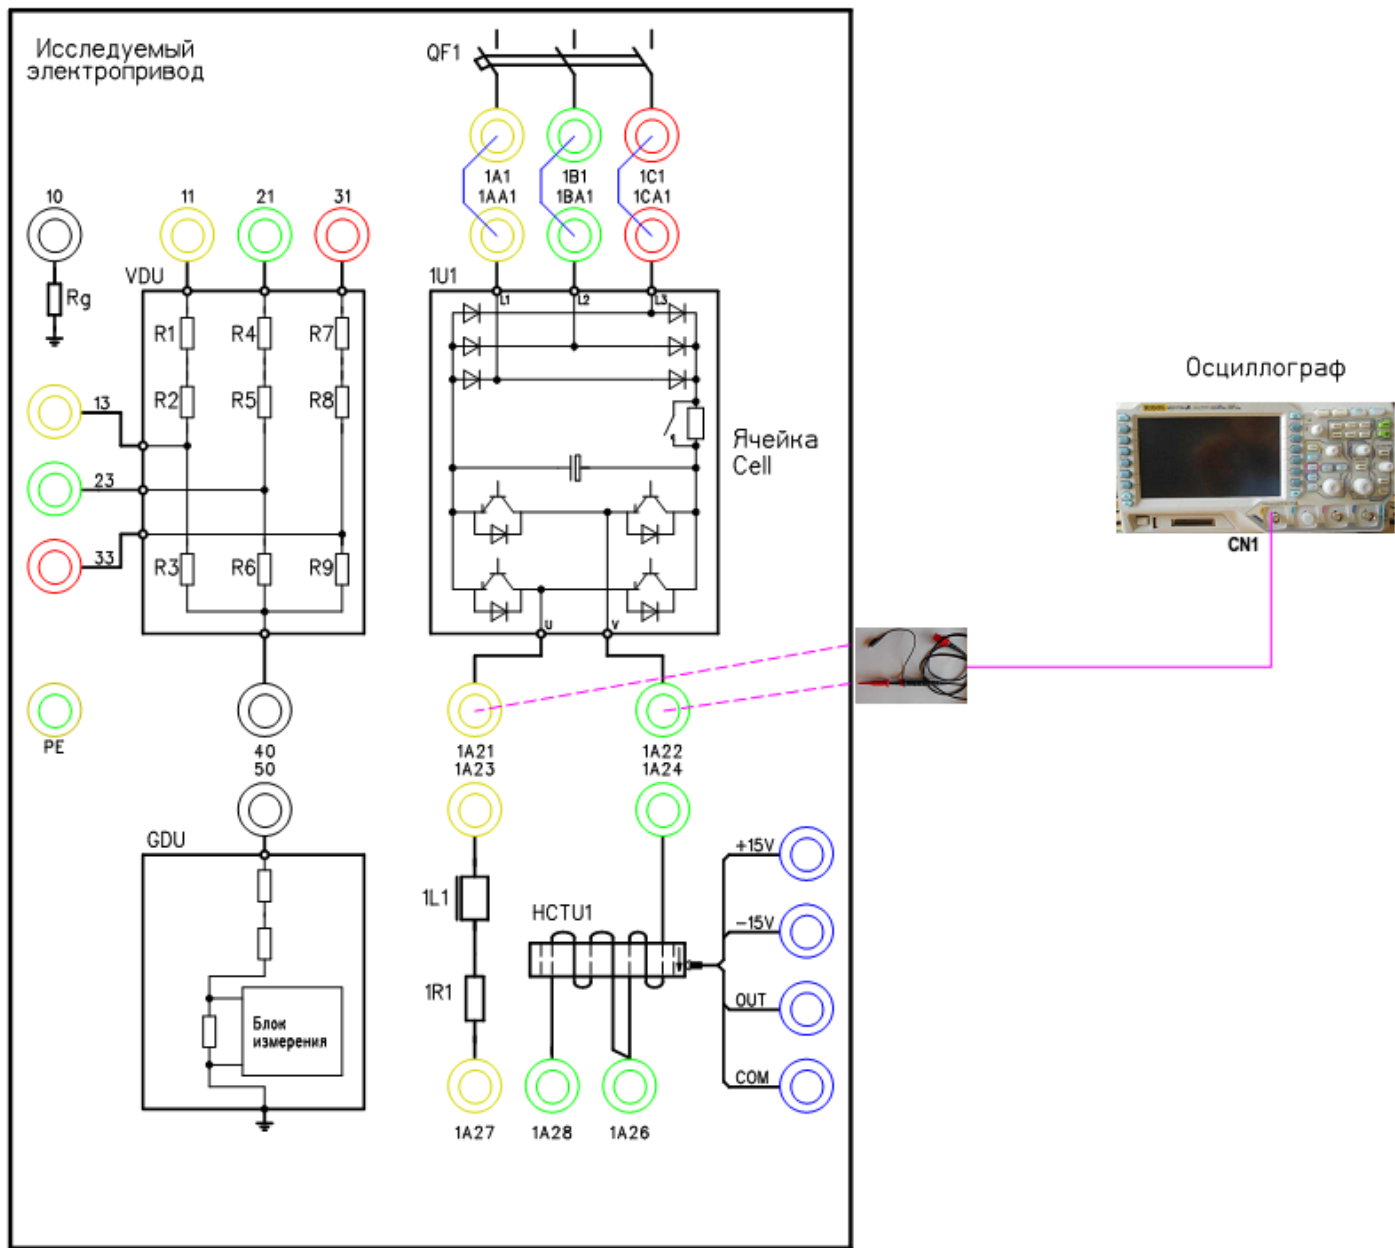 Исследуемый
электропривод
QF1
1A1
1AA1
1B1
1BA1
1C1
1CA1
10
11
21
31
Rg
VDU
R1
R4
R7
R2
R5
R8
R3
R6
R9
13
23
33
PE
40
50
1U1
L1
L2
L3
Ячейка
Cell
U
V
Осциллограф
CN1
1A21
1A23
1A22
1A24
GDU
Блок
измерения
1L1
1R1
HCTU1
+15V
-15V
OUT
COM
1A27
1A28
1A26